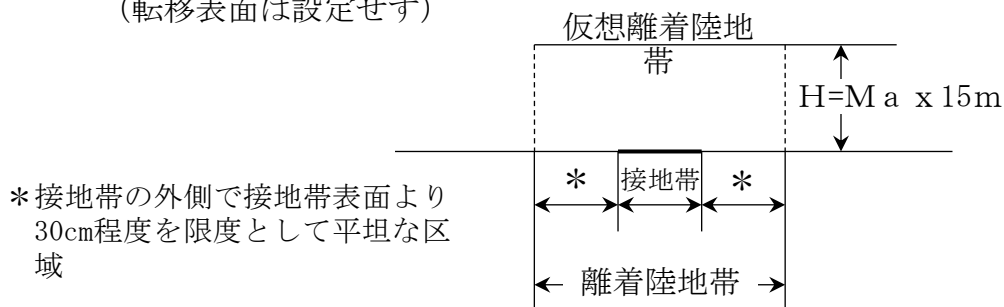 （転移表面は設定せず）
仮想離着陸地
帯
H=Ｍａｘ15m
＊
接地帯
＊
＊接地帯の外側で接地帯表面より
30cm程度を限度として平坦な区
域
離着陸地帯